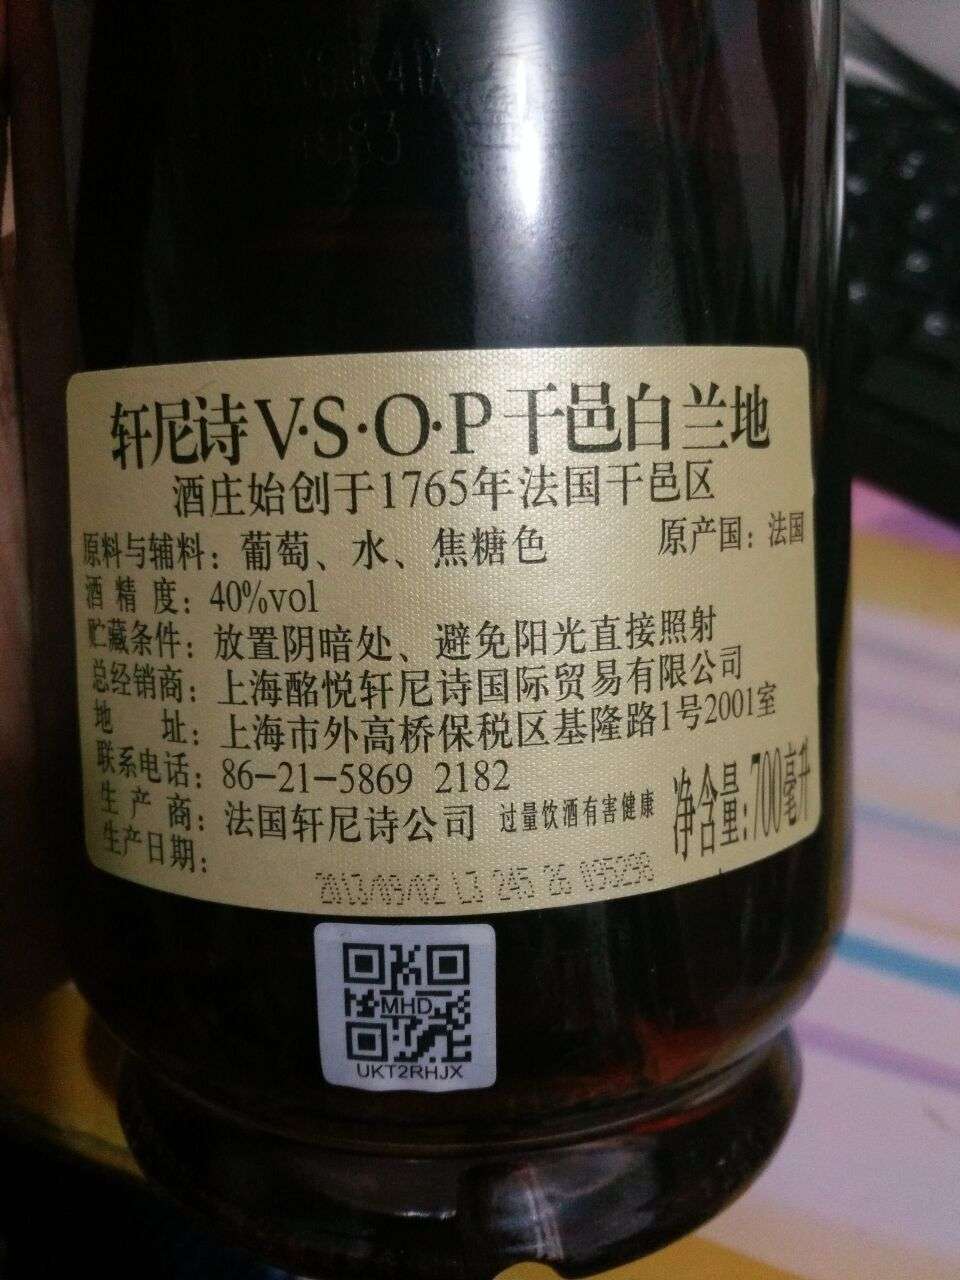 轩尼诗V·S·O·P干邑白兰地
酒庄始创于1765年法国干邑区
原料与辅料：葡萄、水、焦糖色 原产国：法国
酒精度：40%vol
贮藏条件：放置阴暗处、避免阳光直接照射
总经销商：上海酩悦轩尼诗国际贸易有限公司
地址：上海市外高桥保税区基隆路1号2001室
联系电话：86-21-5869 2182
生产商：法国轩尼诗公司 过量饮酒有害健康 净含量:700毫升
生产日期：
2013/09/02 L3 245 26 095298
MHD
UKT2RHJX